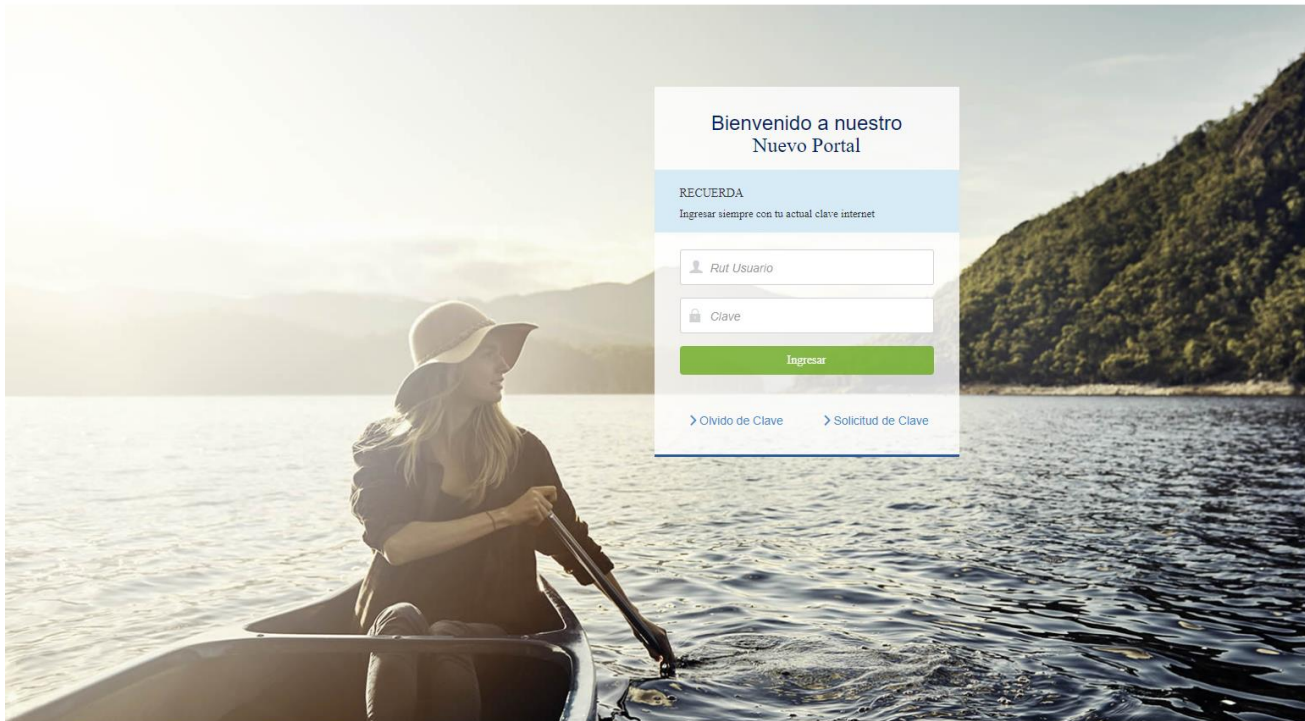 Bienvenido a nuestro
Nuevo Portal
RECUERDA
Ingresar siempre con tu actual clave internet
Rut Usuario
Clave
Ingresar
Olvido de Clave
Solicitud de Clave